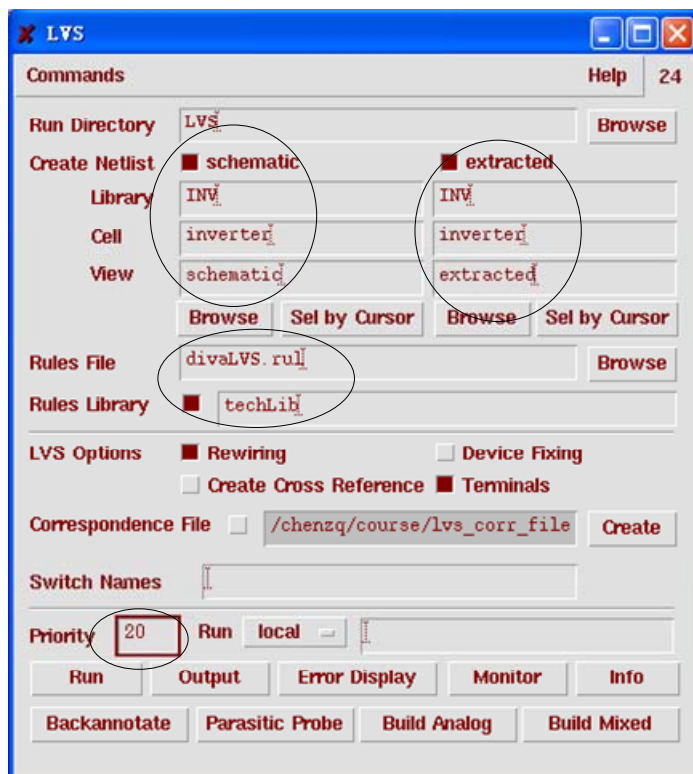 LVS
Commands Help 24
Run Directory LVS Browse
Create Netlist schematic extracted
Library INV INV
Cell inverter inverter
View schematic extracted
Browse Sel by Cursor Browse Sel by Cursor
Rules File divaLVS.rul Browse
Rules Library techLib
LVS Options Rewiring Device Fixing
Create Cross Reference Terminals
Correspondence File /chenzq/course/lvs_corr_file Create
Switch Names
Priority 20 Run local
Run Output Error Display Monitor Info
Backannotate Parasitic Probe Build Analog Build Mixed